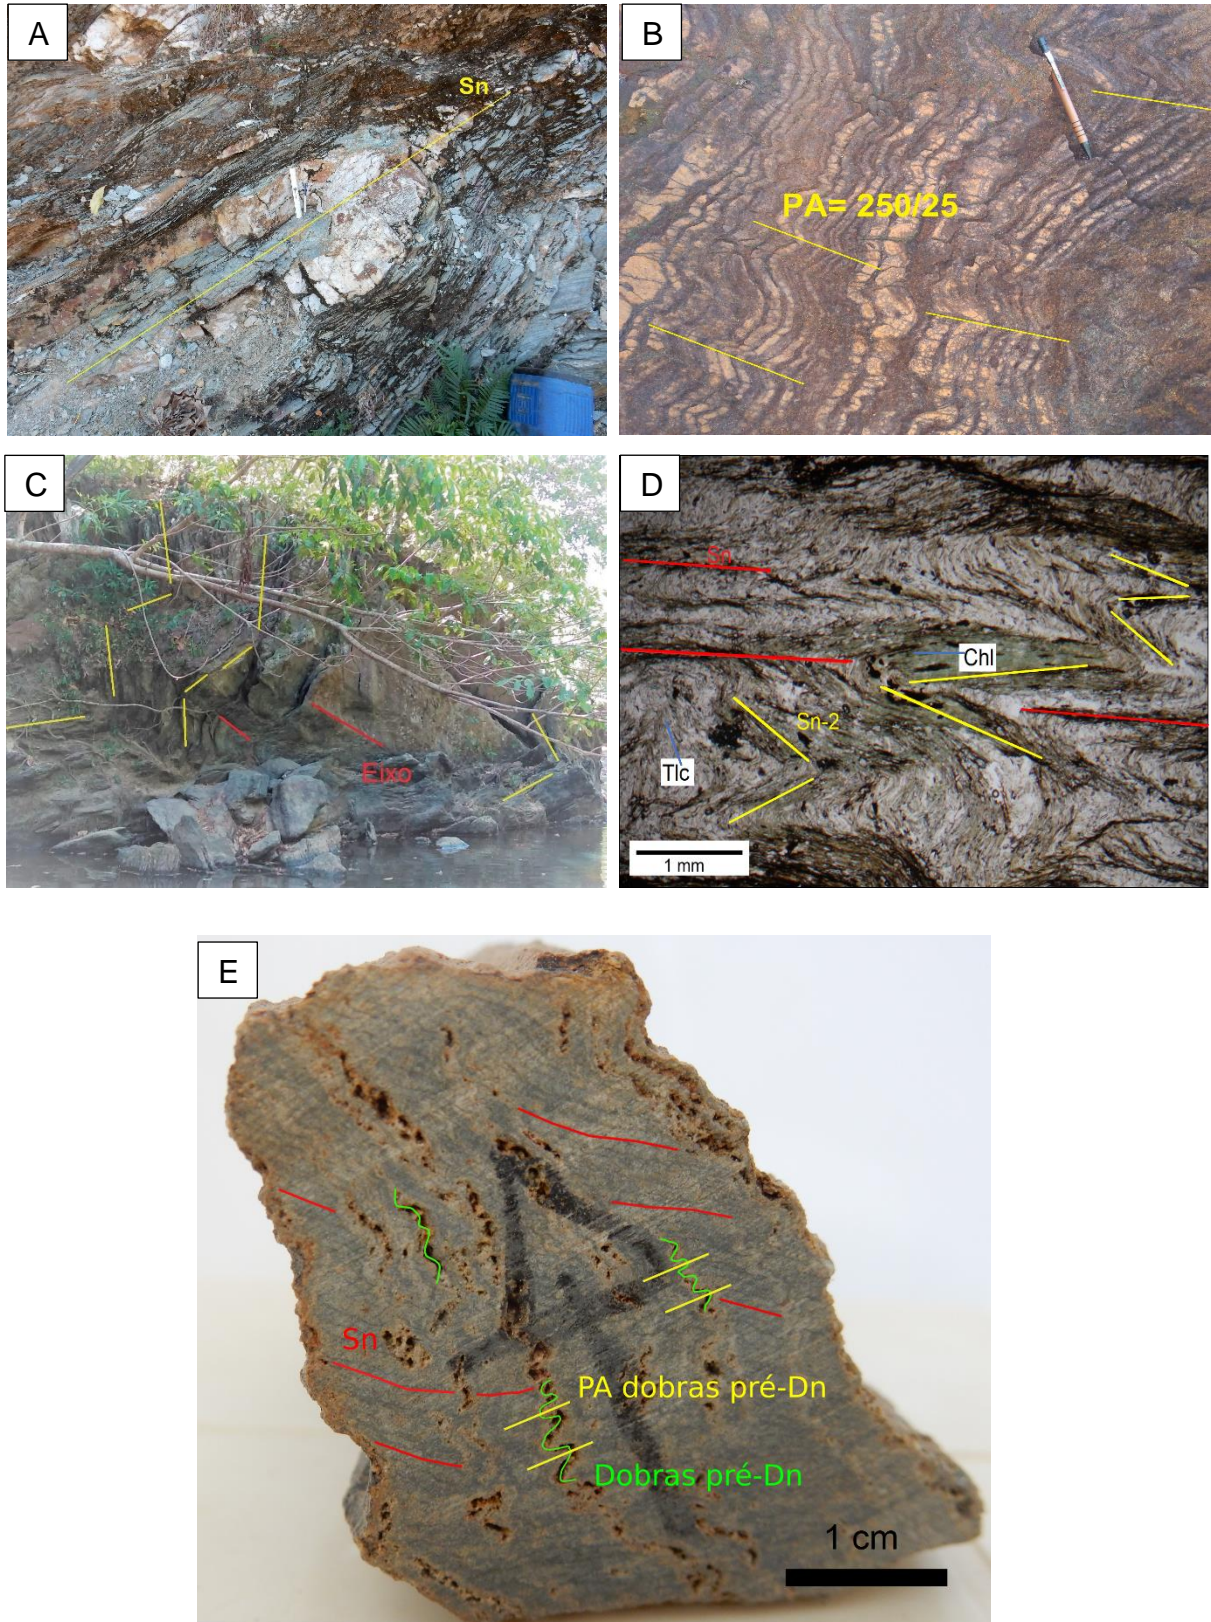 A
Sn
B
PA= 250/25
C
Eixo
D
Sn
Chl
Sn-2
Tlc
1 mm
E
Sn
PA dobras pré-Dn
Dobras pré-Dn
1 cm